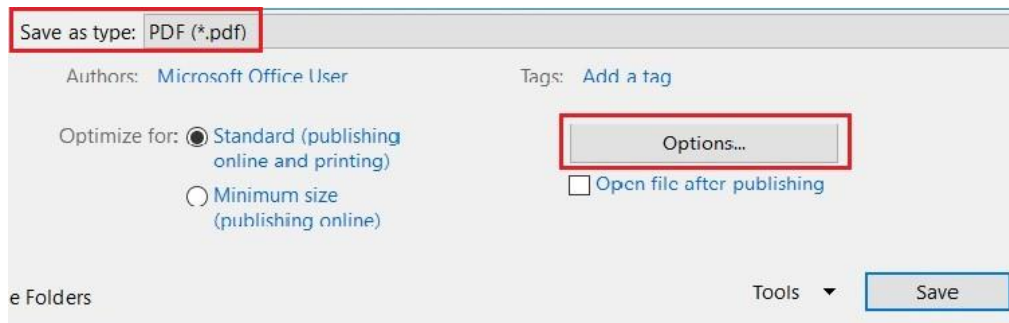 Save as type: PDF (*.pdf)
Authors: Microsoft Office User
Tags: Add a tag
Optimize for: Standard (publishing
online and printing)
Minimum size
(publishing online)
Options...
Open file after publishing
e Folders
Tools
Save